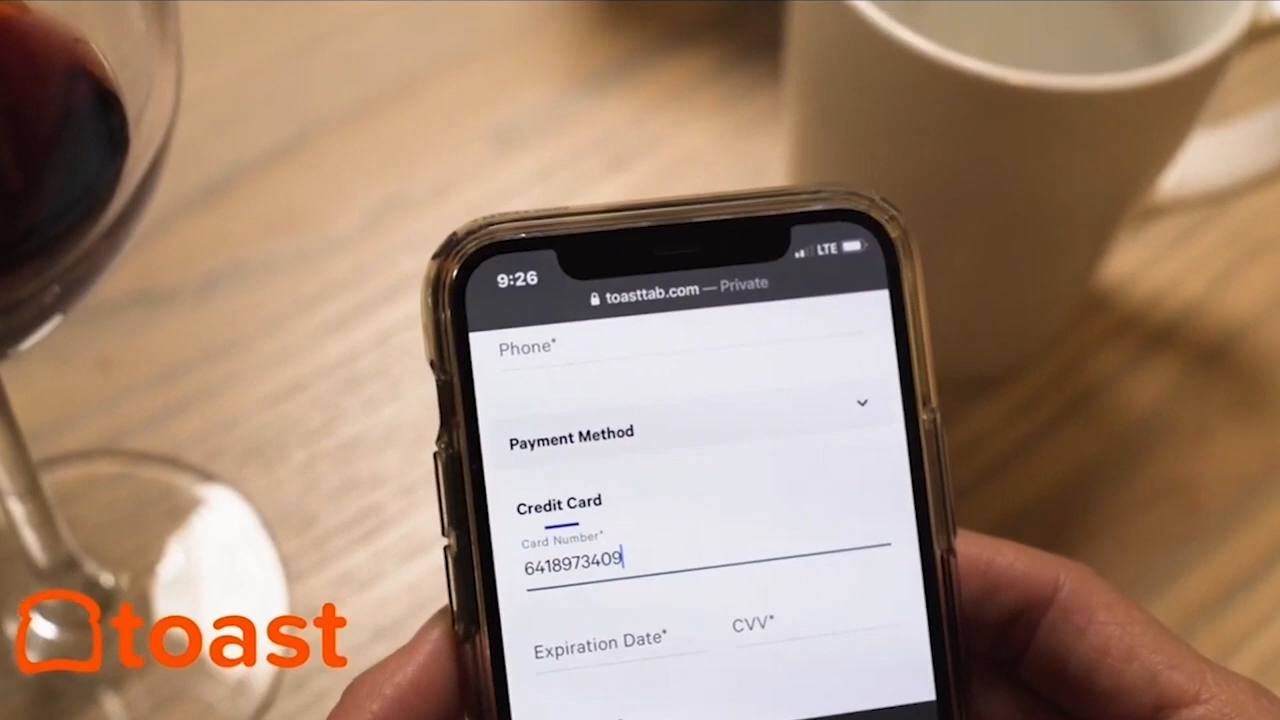 9:26
LTE
toasttab.com — Private
Phone*
Payment Method
Credit Card
Card Number*
6418973409
Expiration Date*
CVV*
toast